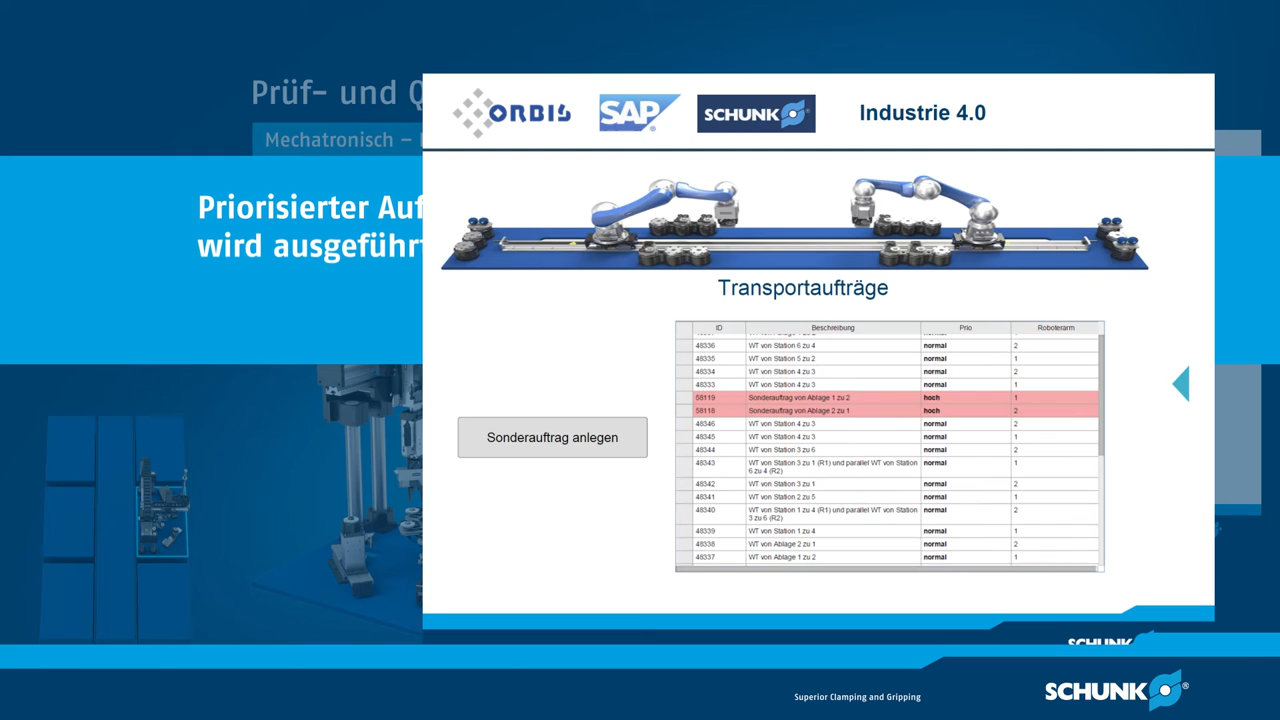 Prüf- und Q
Mechatronisch –
Priorisierter Auf
wird ausgeführt
ORBIS
SAP
SCHUNK
Industrie 4.0
Transportaufträge
Sonderauftrag anlegen
ID Beschreibung Prio Roboterarm
48336 WT von Station 6 zu 4 normal 2
48335 WT von Station 5 zu 2 normal 1
48334 WT von Station 4 zu 3 normal 2
48333 WT von Station 4 zu 3 normal 1
58119 Sonderauftrag von Ablage 1 zu 2 hoch 1
58118 Sonderauftrag von Ablage 2 zu 1 hoch 2
48346 WT von Station 4 zu 3 normal 2
48345 WT von Station 4 zu 3 normal 1
48344 WT von Station 3 zu 6 normal 2
48343 WT von Station 3 zu 1 (R1) und parallel WT von Station 6 zu 4 (R2) normal 1
48342 WT von Station 3 zu 1 normal 2
48341 WT von Station 2 zu 5 normal 1
48340 WT von Station 1 zu 4 (R1) und parallel WT von Station 3 zu 6 (R2) normal 2
48339 WT von Station 1 zu 4 normal 1
48338 WT von Ablage 2 zu 1 normal 2
48337 WT von Ablage 1 zu 2 normal 1
SCHUNK
Superior Clamping and Gripping
SCHUNK ®